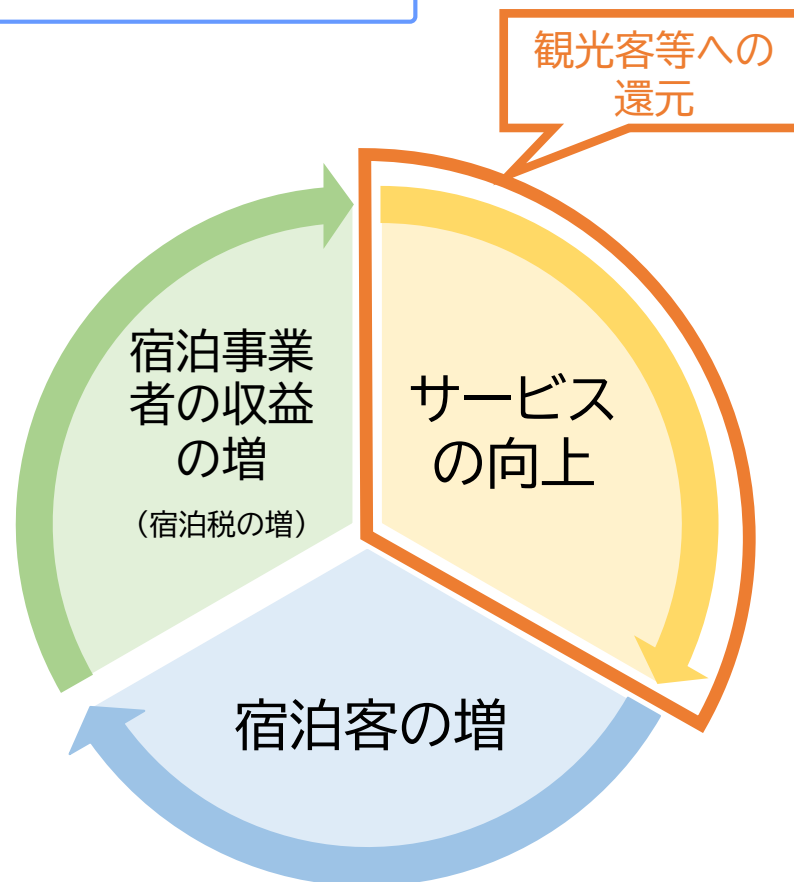 観光客等への
還元
宿泊事業
者の収益
の増
（宿泊税の増）
サービス
の向上
宿泊客の増